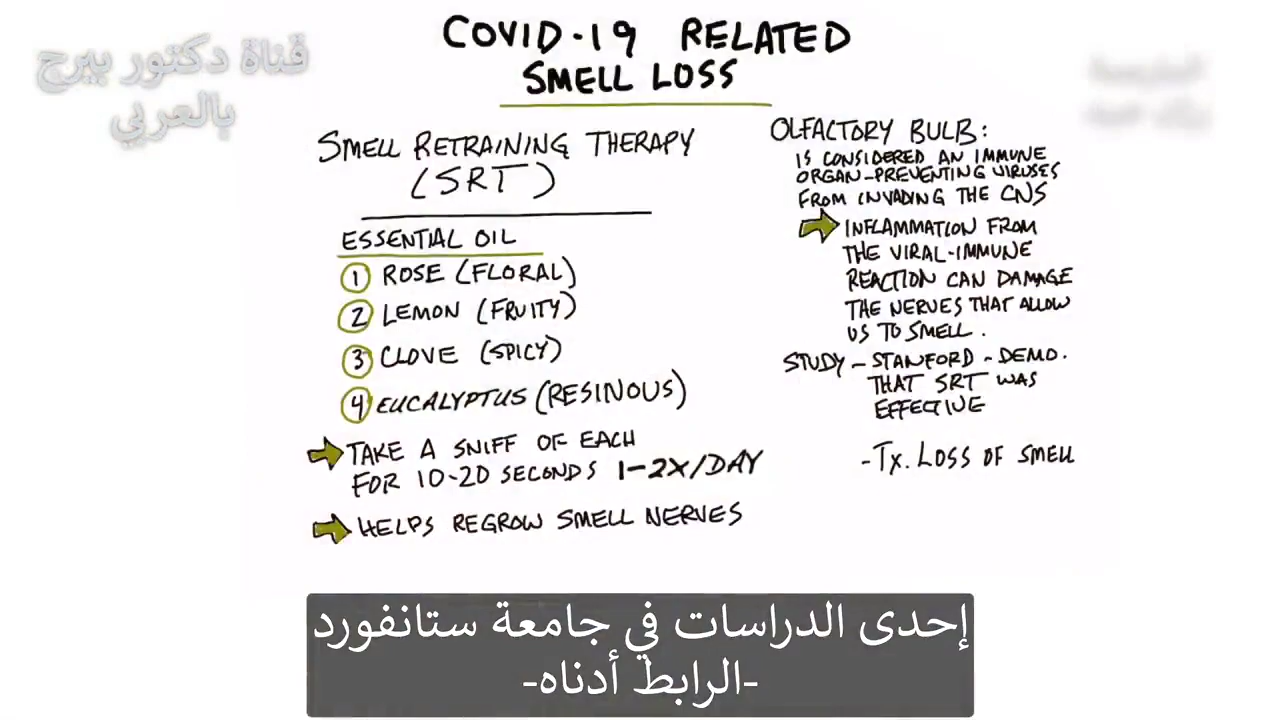 قناة دكتور بيرج
بالعربي
COVID-19 RELATED
SMELL LOSS
SMELL RETRAINING THERAPY
(SRT)
ESSENTIAL OIL
1 ROSE (FLORAL)
2 LEMON (FRUITY)
3 CLOVE (SPICY)
4 EUCALYPTUS (RESINOUS)
TAKE A SNIFF OF EACH
FOR 10-20 SECONDS 1-2X/DAY
HELPS REGROW SMELL NERVES
OLFACTORY BULB:
IS CONSIDERED AN IMMUNE
ORGAN-PREVENTING VIRUSES
FROM INVADING THE CNS
INFLAMMATION FROM
THE VIRAL-IMMUNE
REACTION CAN DAMAGE
THE NERVES THAT ALLOW
US TO SMELL.
STUDY - STANFORD - DEMO.
THAT SRT WAS
EFFECTIVE
-TX. LOSS OF SMELL
إحدى الدراسات في جامعة ستانفورد
-الرابط أدناه-